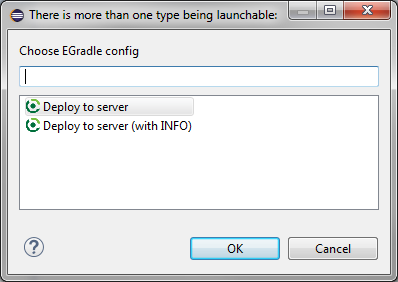 There is more than one type being launchable:
Choose EGradle config
Deploy to server
Deploy to server (with INFO)
OK
Cancel